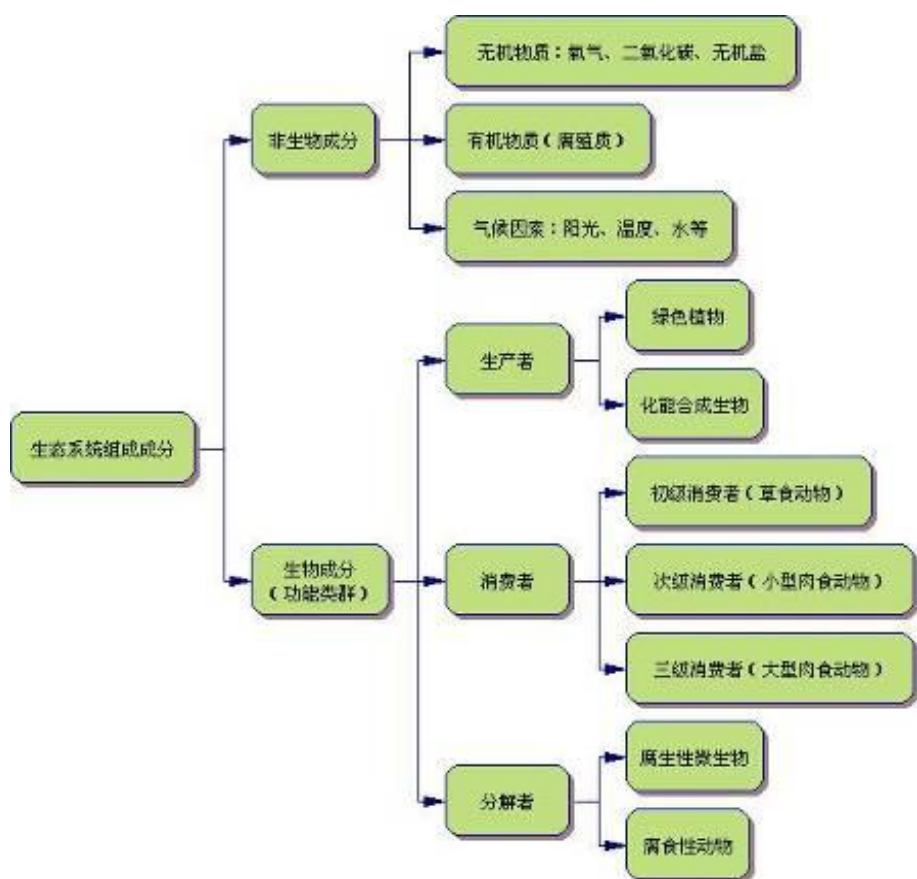 无机物质：氧气、二氧化碳、无机盐
非生物成分
有机物质（腐殖质）
气候因素：阳光、温度、水等
绿色植物
生产者
化能合成生物
生态系统组成成分
初级消费者（草食动物）
生物成分
（功能类群）
消费者
次级消费者（小型肉食动物）
三级消费者（大型肉食动物）
腐生性微生物
分解者
腐食性动物